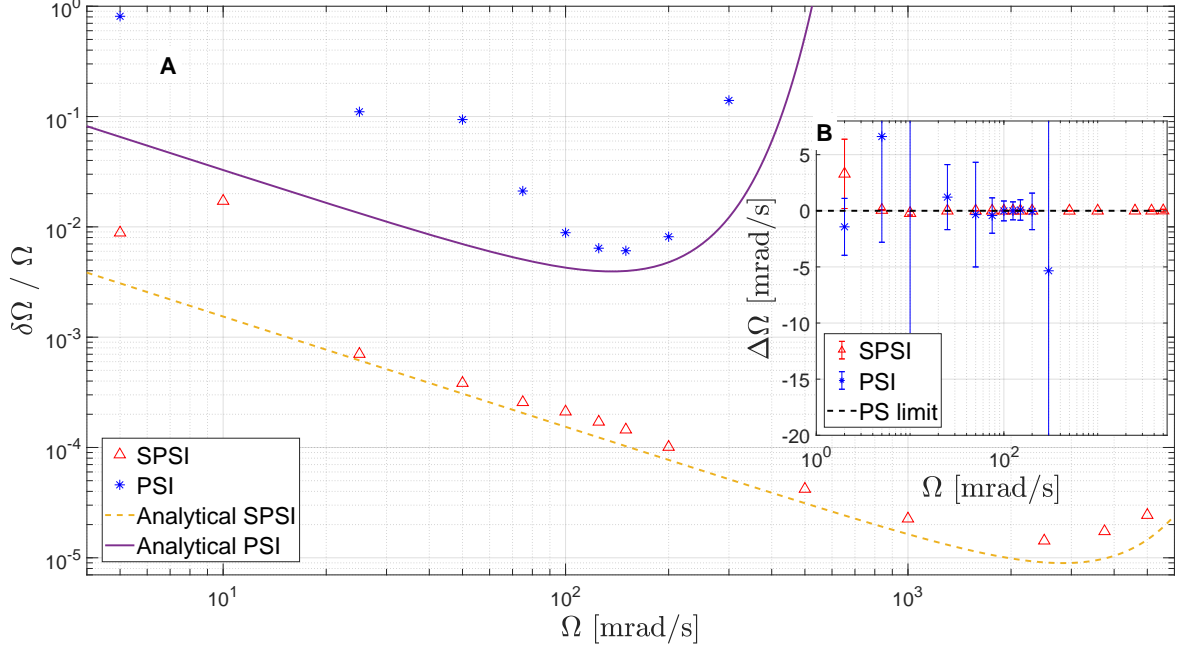 A
10^0
10^-1
10^-2
10^-3
10^-4
10^-5
δΩ / Ω
10^1
10^2
10^3
Ω [mrad/s]
SPSI
PSI
Analytical SPSI
Analytical PSI
B
5
0
-5
-10
-15
-20
ΔΩ [mrad/s]
SPSI
PSI
PS limit
10^0
10^2
Ω [mrad/s]